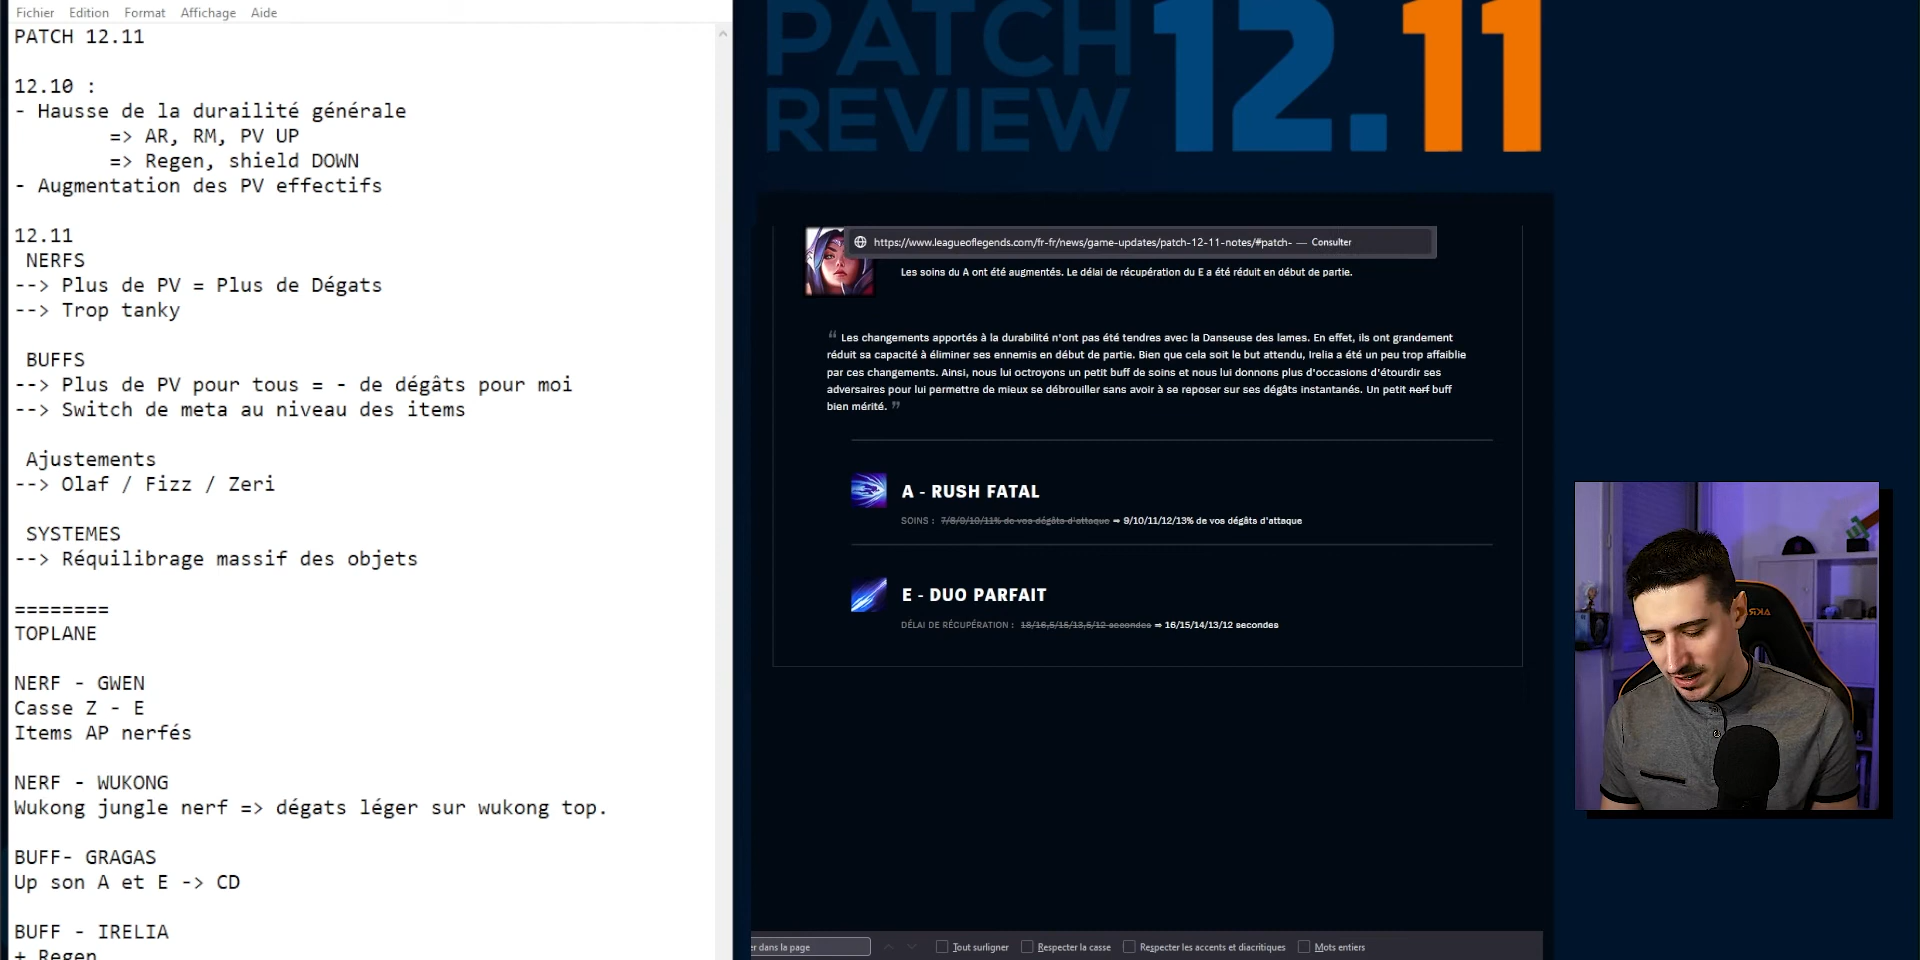 Fichier Edition Format Affichage Aide
PATCH 12.11
12.10 :
- Hausse de la durailité générale
=> AR, RM, PV UP
=> Regen, shield DOWN
- Augmentation des PV effectifs
12.11
NERFS
--> Plus de PV = Plus de Dégats
--> Trop tanky
BUFFS
--> Plus de PV pour tous = - de dégâts pour moi
--> Switch de meta au niveau des items
Ajustements
--> Olaf / Fizz / Zeri
SYSTEMES
--> Réquilibrage massif des objets
========
TOPLANE
NERF - GWEN
Casse Z - E
Items AP nerfés
NERF - WUKONG
Wukong jungle nerf => dégats léger sur wukong top.
BUFF- GRAGAS
Up son A et E -> CD
BUFF - IRELIA
+ Regen
PATCH
REVIEW
12.11
https://www.leagueoflegends.com/fr-fr/news/game-updates/patch-12-11-notes/#patch- — Consulter
Les soins du A ont été augmentés. Le délai de récupération du E a été réduit en début de partie.
“ Les changements apportés à la durabilité n'ont pas été tendres avec la Danseuse des lames. En effet, ils ont grandement
réduit sa capacité à éliminer ses ennemis en début de partie. Bien que cela soit le but attendu, Irelia a été un peu trop affaiblie
par ces changements. Ainsi, nous lui octroyons un petit buff de soins et nous lui donnons plus d'occasions d'étourdir ses
adversaires pour lui permettre de mieux se débrouiller sans avoir à se reposer sur ses dégâts instantanés. Un petit nerf buff
bien mérité. ”
A - RUSH FATAL
SOINS : 7/8/9/10/11% de vos dégâts d'attaque ⇒ 9/10/11/12/13% de vos dégâts d'attaque
E - DUO PARFAIT
DÉLAI DE RÉCUPÉRATION : 18/16,5/15/13,5/12 secondes ⇒ 16/15/14/13/12 secondes
AKR
er dans la page Tout surligner Respecter la casse Respecter les accents et diacritiques Mots entiers